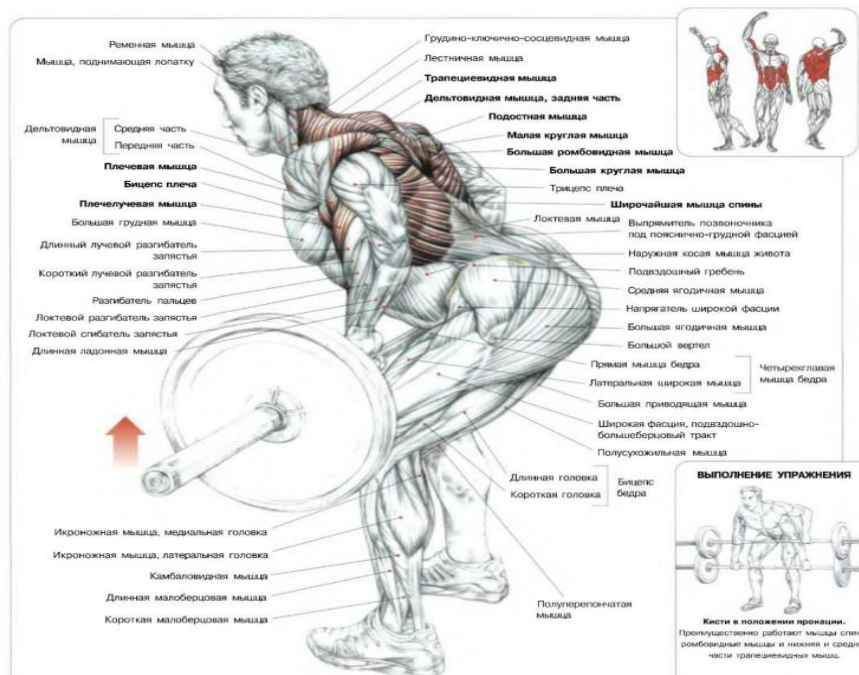 Ременная мышца
Мышца, поднимающая лопатку
Дельтовидная
мышца
Средняя часть
Передняя часть
Плечевая мышца
Бицепс плеча
Плечелучевая мышца
Большая грудная мышца
Длинный лучевой разгибатель
запястья
Короткий лучевой разгибатель
запястья
Разгибатель пальцев
Локтевой разгибатель запястья
Локтевой сгибатель запястья
Длинная ладонная мышца
Грудино-ключично-сосцевидная мышца
Лестничная мышца
Трапециевидная мышца
Дельтовидная мышца, задняя часть
Подостная мышца
Малая круглая мышца
Большая ромбовидная мышца
Большая круглая мышца
Трицепс плеча
Широчайшая мышца спины
Локтевая мышца
Выпрямитель позвоночника
под пояснично-грудной фасцией
Наружная косая мышца живота
Подвздошный гребень
Средняя ягодичная мышца
Напрягатель широкой фасции
Большая ягодичная мышца
Большой вертел
Прямая мышца бедра
Латеральная широкая мышца
Четырехглавая
мышца бедра
Большая приводящая мышца
Широкая фасция, подвздошно-
большеберцовый тракт
Полусухожильная мышца
Длинная головка
Короткая головка
Бицепс
бедра
Икроножная мышца, медиальная головка
Икроножная мышца, латеральная головка
Камбаловидная мышца
Длинная малоберцовая мышца
Короткая малоберцовая мышца
Полуперепончатая
мышца
ВЫПОЛНЕНИЕ УПРАЖНЕНИЯ
Кисти в положении пронации.
Преимущественно работают мышцы спин
ромбовидные мышцы и нижняя и средн
части трапециевидных мышц.